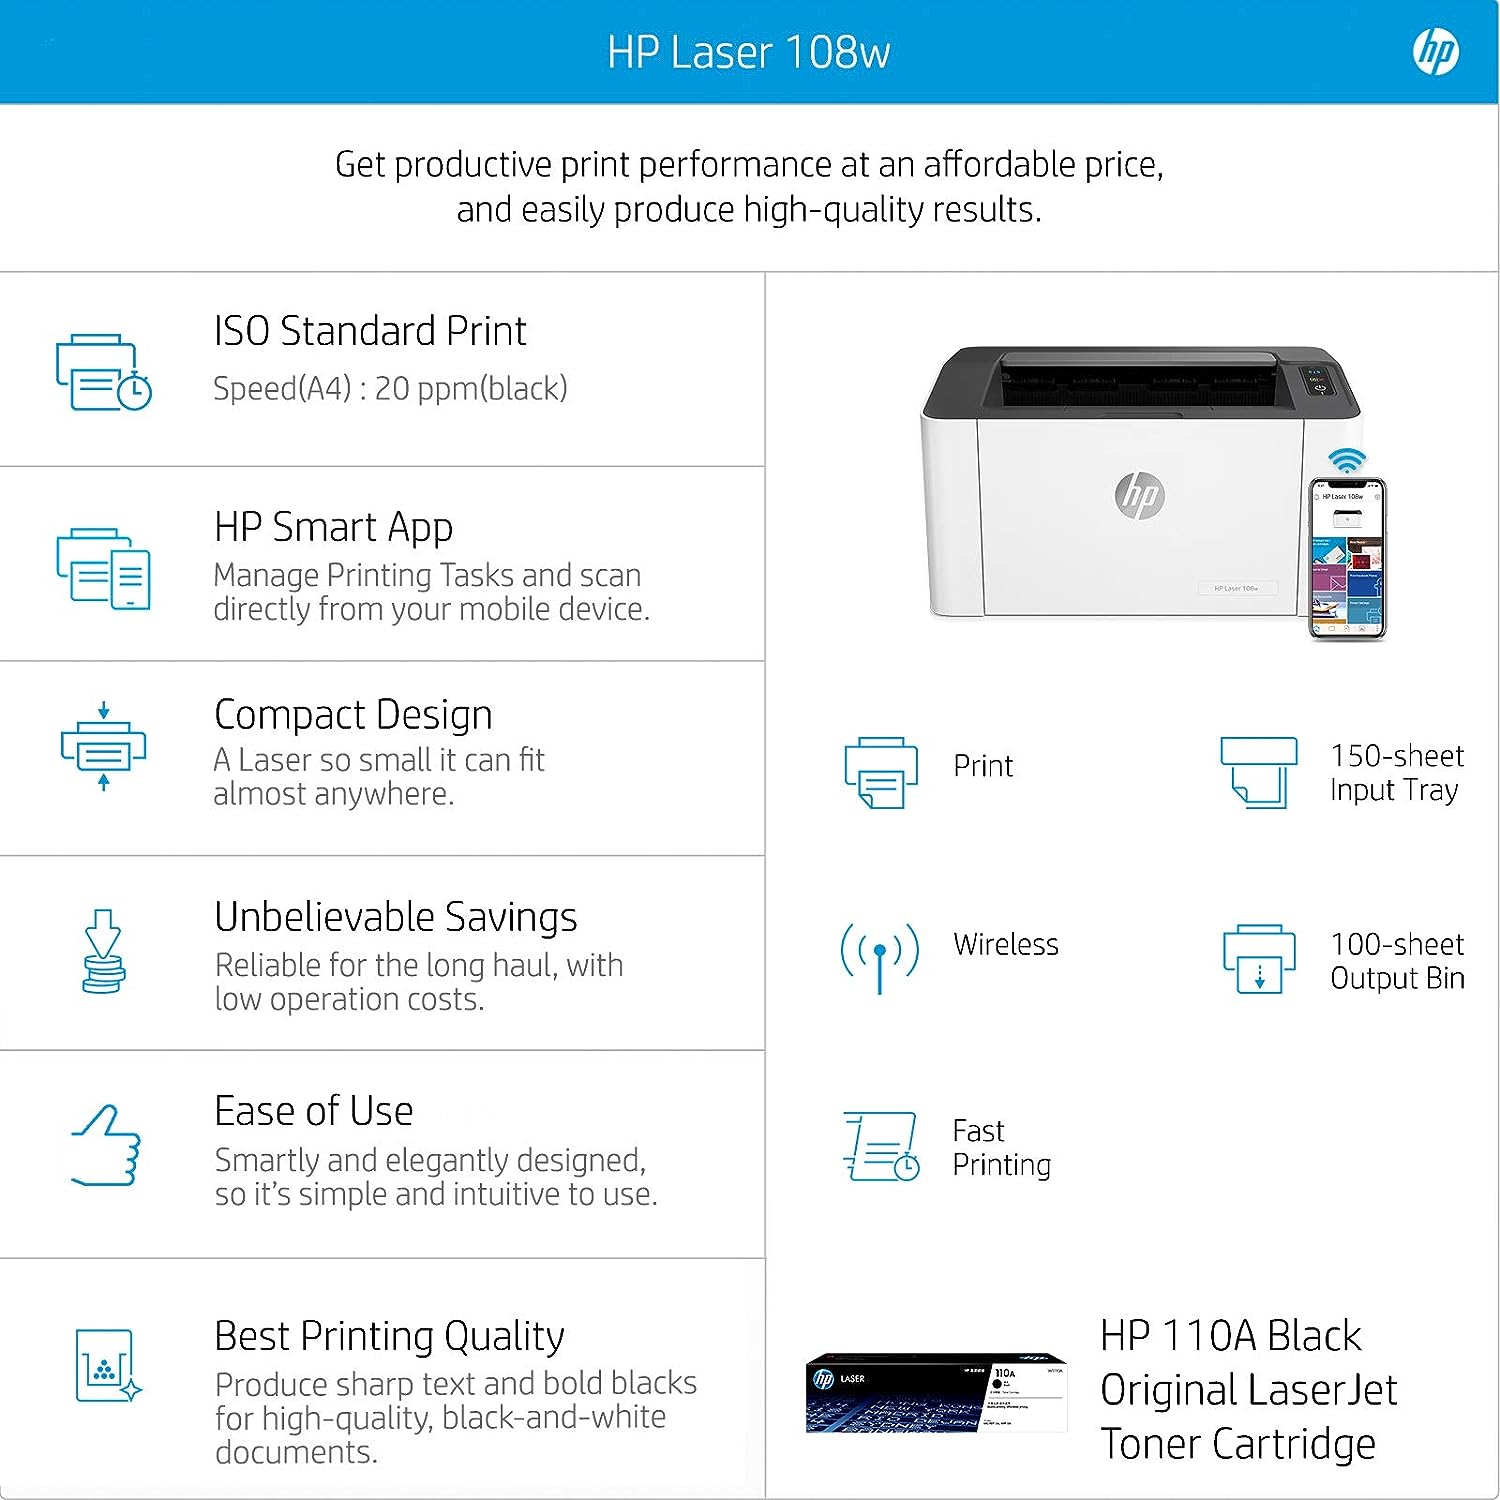 HP Laser 108w
hp
Get productive print performance at an affordable price,
and easily produce high-quality results.
ISO Standard Print
Speed(A4) : 20 ppm(black)
HP Smart App
Manage Printing Tasks and scan
directly from your mobile device.
Compact Design
A Laser so small it can fit
almost anywhere.
Unbelievable Savings
Reliable for the long haul, with
low operation costs.
Ease of Use
Smartly and elegantly designed,
so it's simple and intuitive to use.
Best Printing Quality
Produce sharp text and bold blacks
for high-quality, black-and-white
documents.
hp
HP Laser 108w
HP Laser 108w
Print
150-sheet
Input Tray
Wireless
100-sheet
Output Bin
Fast
Printing
hp LASER
110A
W1110A
HP 110A Black
Original LaserJet
Toner Cartridge